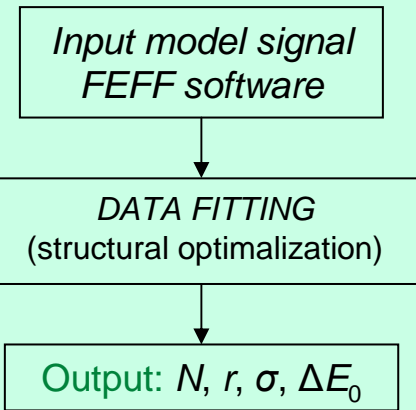 Input model signal
FEFF software
DATA FITTING
(structural optimalization)
Output: N, r, σ, ΔE₀